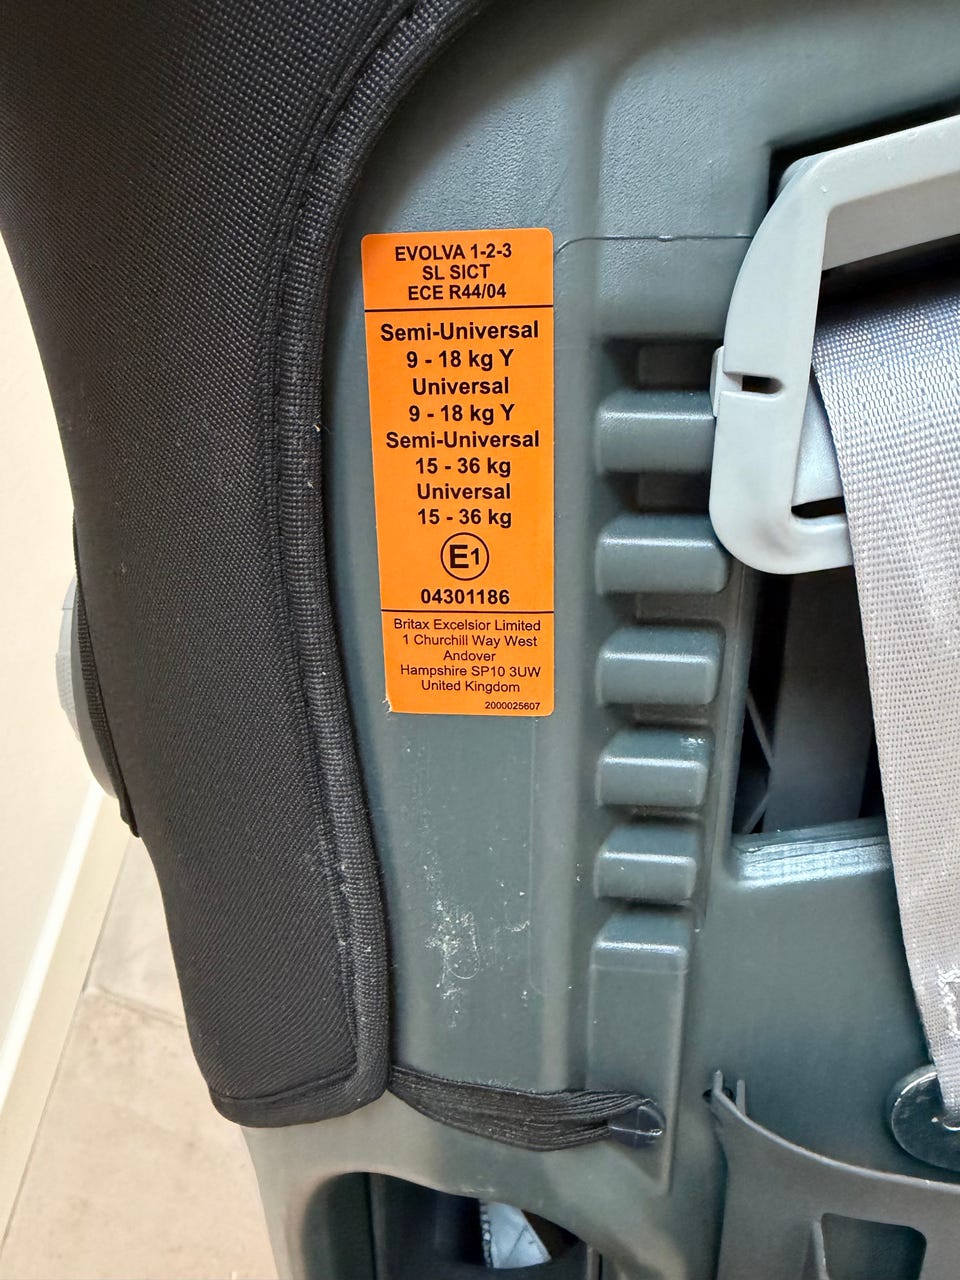 EVOLVA 1-2-3
SL SICT
ECE R44/04
Semi-Universal
9 - 18 kg Y
Universal
9 - 18 kg Y
Semi-Universal
15 - 36 kg
Universal
15 - 36 kg
E1
04301186
Britax Excelsior Limited
1 Churchill Way West
Andover
Hampshire SP10 3UW
United Kingdom
2000025607